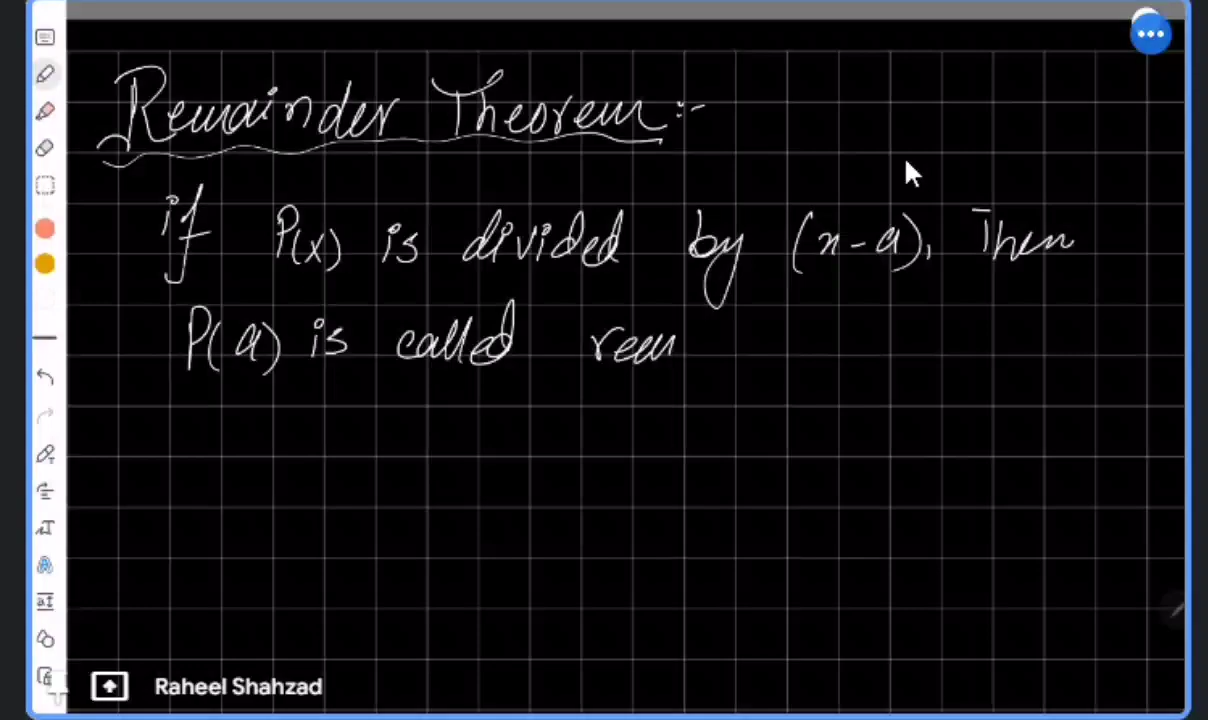 Remainder Theorem :-
if P(x) is divided by (x-a), Then
P(a) is called rem
Raheel Shahzad